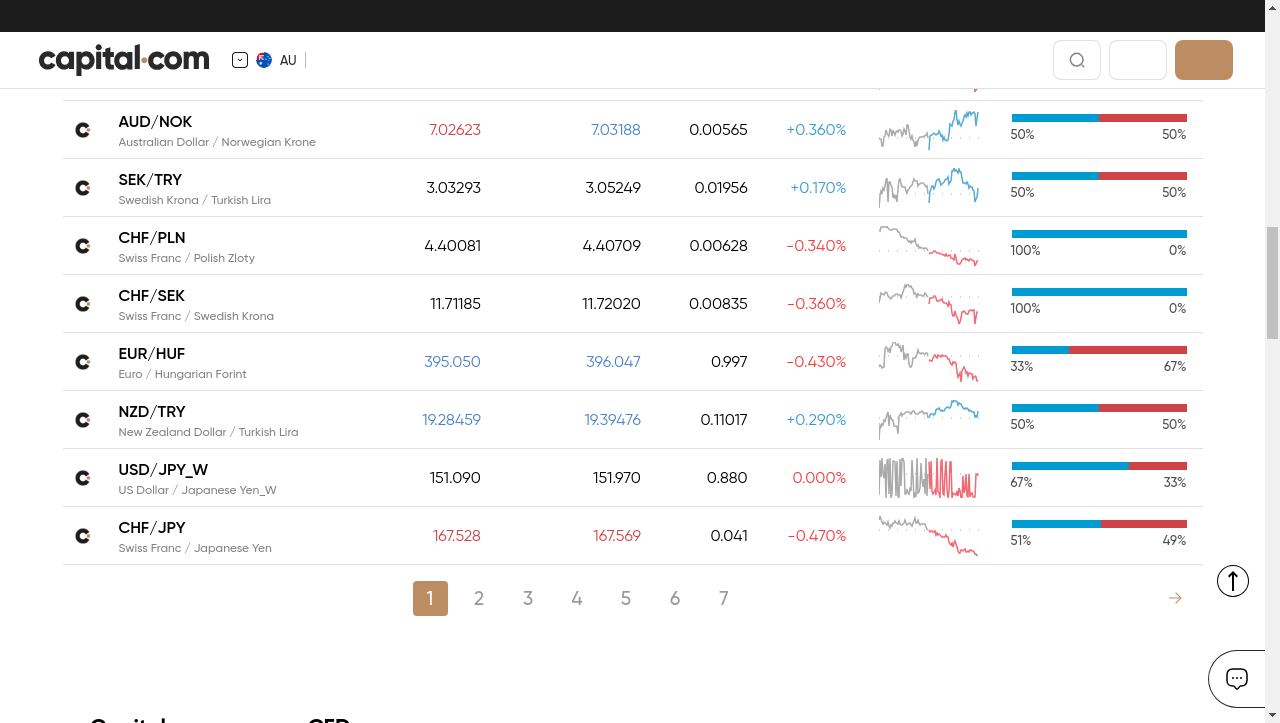 capital.com AU
AUD/NOK 7.02623 7.03188 0.00565 +0.360%
Australian Dollar / Norwegian Krone 50% 50%
SEK/TRY 3.03293 3.05249 0.01956 +0.170%
Swedish Krona / Turkish Lira 50% 50%
CHF/PLN 4.40081 4.40709 0.00628 -0.340%
Swiss Franc / Polish Zloty 100% 0%
CHF/SEK 11.71185 11.72020 0.00835 -0.360%
Swiss Franc / Swedish Krona 100% 0%
EUR/HUF 395.050 396.047 0.997 -0.430%
Euro / Hungarian Forint 33% 67%
NZD/TRY 19.28459 19.39476 0.11017 +0.290%
New Zealand Dollar / Turkish Lira 50% 50%
USD/JPY_W 151.090 151.970 0.880 0.000%
US Dollar / Japanese Yen_W 67% 33%
CHF/JPY 167.528 167.569 0.041 -0.470%
Swiss Franc / Japanese Yen 51% 49%
1 2 3 4 5 6 7